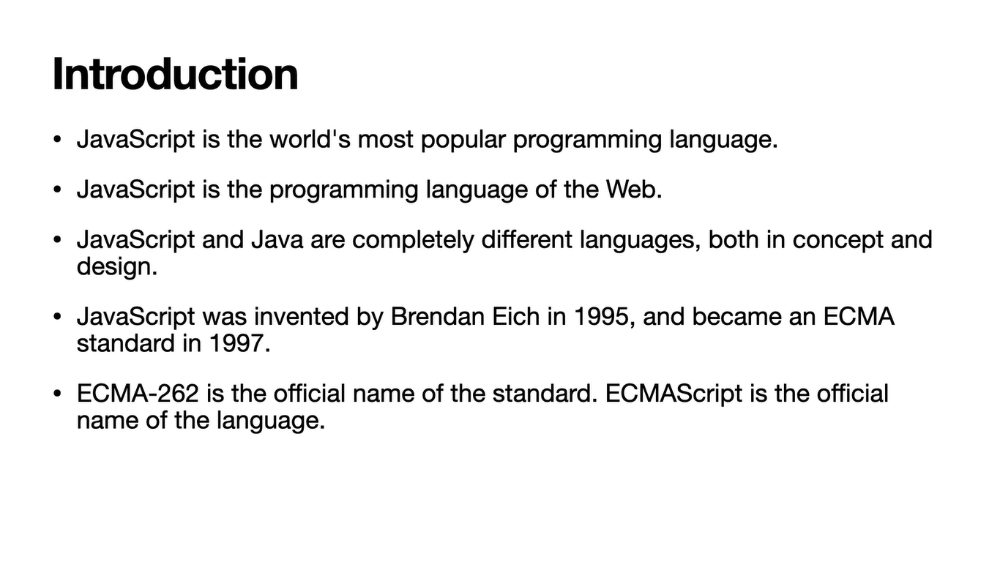 Introduction
• JavaScript is the world's most popular programming language.
• JavaScript is the programming language of the Web.
• JavaScript and Java are completely different languages, both in concept and
design.
• JavaScript was invented by Brendan Eich in 1995, and became an ECMA
standard in 1997.
• ECMA-262 is the official name of the standard. ECMAScript is the official
name of the language.